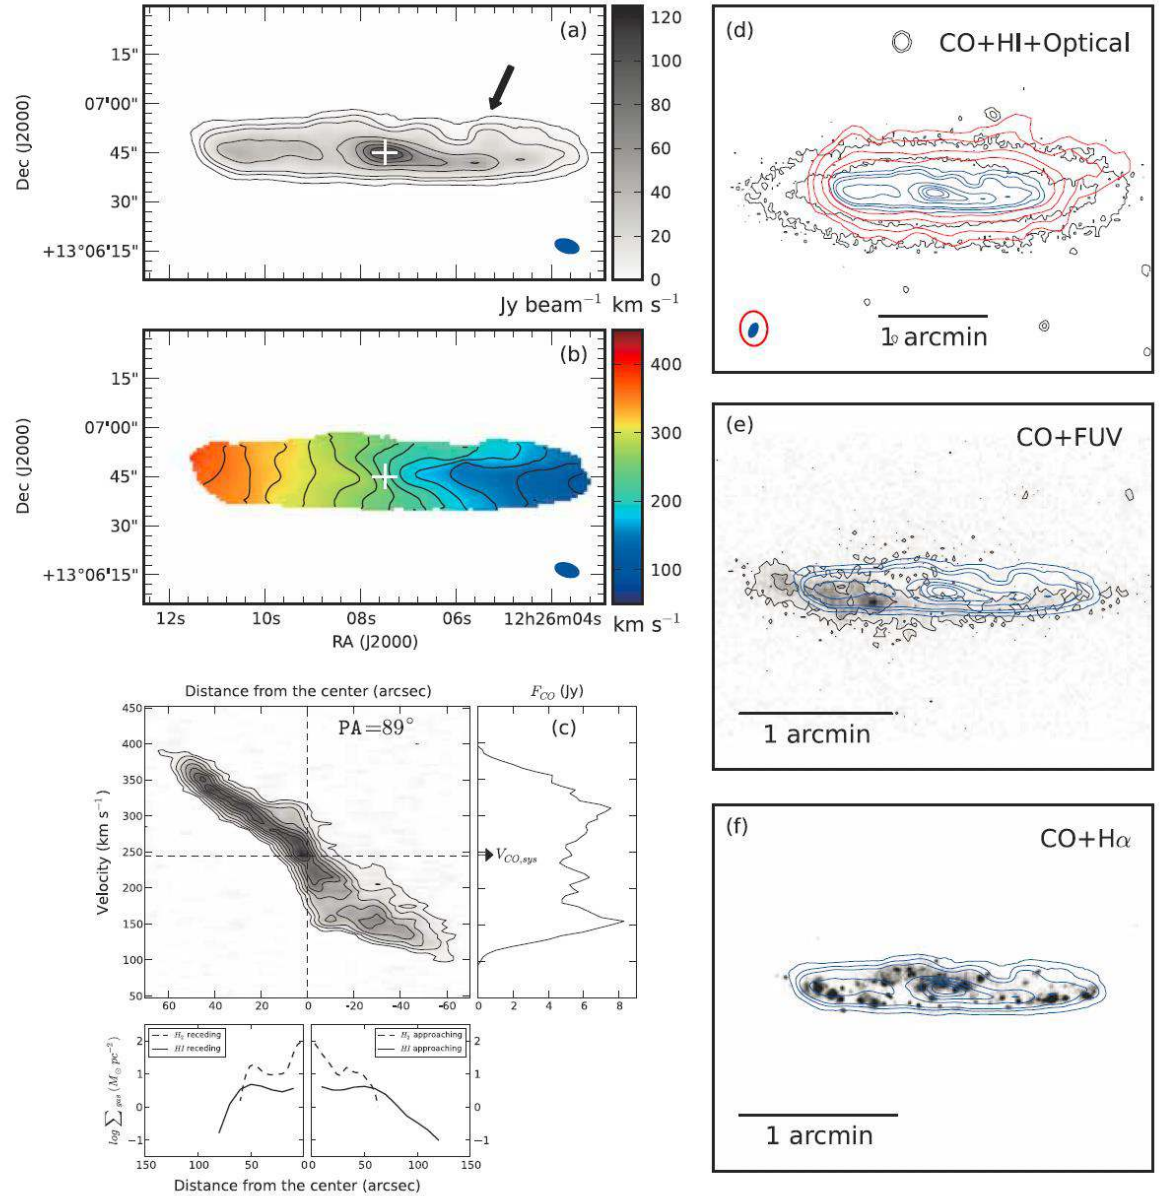 (a)
Dec (J2000)
15"
07'00"
45"
30"
+13°06'15"
120
100
80
60
40
20
0
Jy beam⁻¹ km s⁻¹
(b)
Dec (J2000)
15"
07'00"
45"
30"
+13°06'15"
400
300
200
100
km s⁻¹
12s 10s 08s 06s 12h26m04s
RA (J2000)
Distance from the center (arcsec)
F_CO (Jy)
PA=89°
(c)
Velocity (km s⁻¹)
450
400
350
300
250
200
150
100
50
V_CO,sys
60 40 20 0 -20 -40 -60
0 2 4 6 8
H₂ receding
HI receding
H₂ approaching
HI approaching
log Σ gas (M⊙ pc⁻²)
2
1
0
−1
2
1
0
−1
150 100 50 0 0 50 100 150
Distance from the center (arcsec)
(d)
CO+HI+Optical
1 arcmin
(e)
CO+FUV
1 arcmin
(f)
CO+Hα
1 arcmin